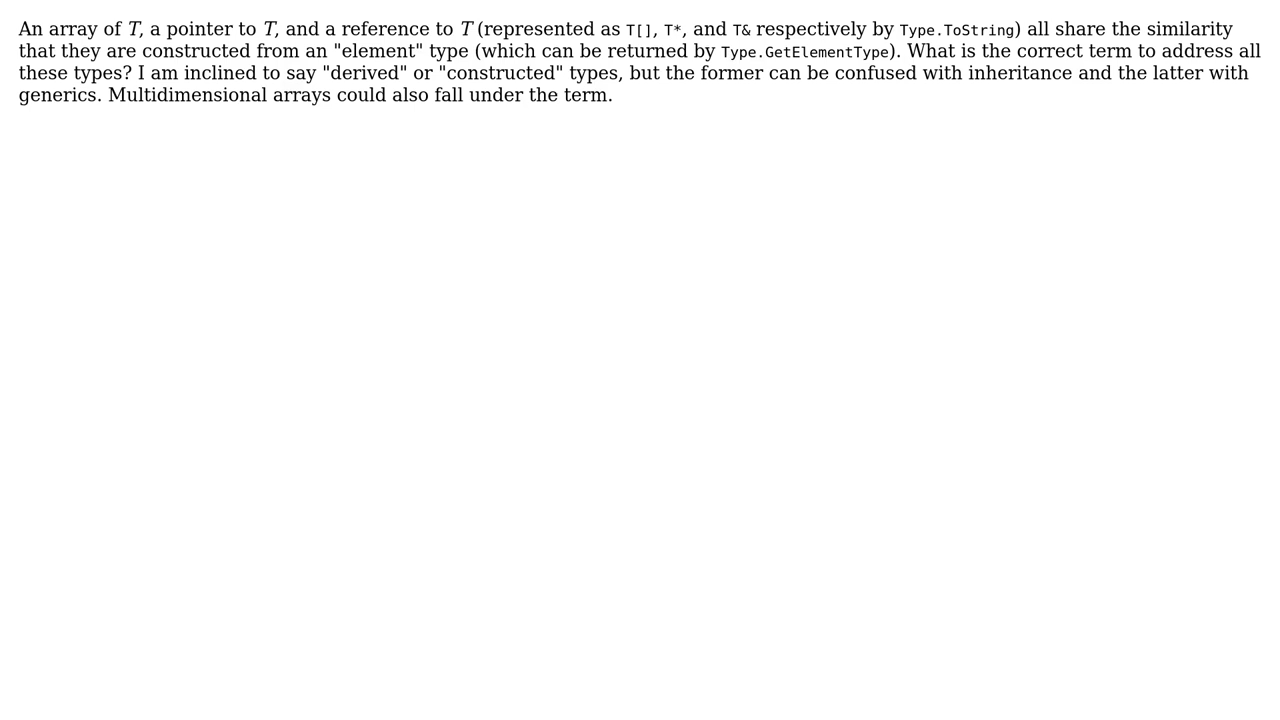 An array of T, a pointer to T, and a reference to T (represented as T[], T*, and T& respectively by Type.ToString) all share the similarity
that they are constructed from an "element" type (which can be returned by Type.GetElementType). What is the correct term to address all
these types? I am inclined to say "derived" or "constructed" types, but the former can be confused with inheritance and the latter with
generics. Multidimensional arrays could also fall under the term.